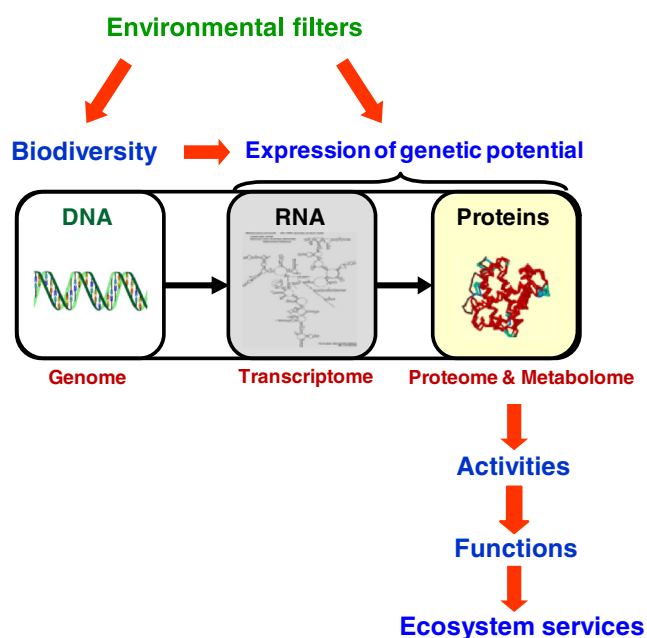 Environmental filters
Biodiversity
Expression of genetic potential
DNA
RNA
Proteins
Genome
Transcriptome
Proteome & Metabolome
Activities
Functions
Ecosystem services